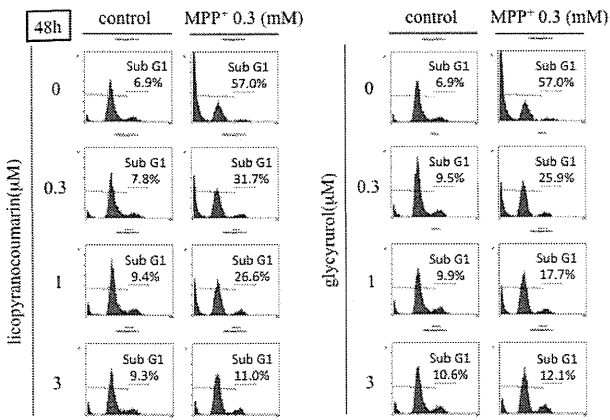 48h
control MPP⁺ 0.3 (mM)
licopyranocoumarin(μM)
0
Sub G1
6.9%
Sub G1
57.0%
0.3
Sub G1
7.8%
Sub G1
31.7%
1
Sub G1
9.4%
Sub G1
26.6%
3
Sub G1
9.3%
Sub G1
11.0%
control MPP⁺ 0.3 (mM)
glycyrurol(μM)
0
Sub G1
6.9%
Sub G1
57.0%
0.3
Sub G1
9.5%
Sub G1
25.9%
1
Sub G1
9.9%
Sub G1
17.7%
3
Sub G1
10.6%
Sub G1
12.1%